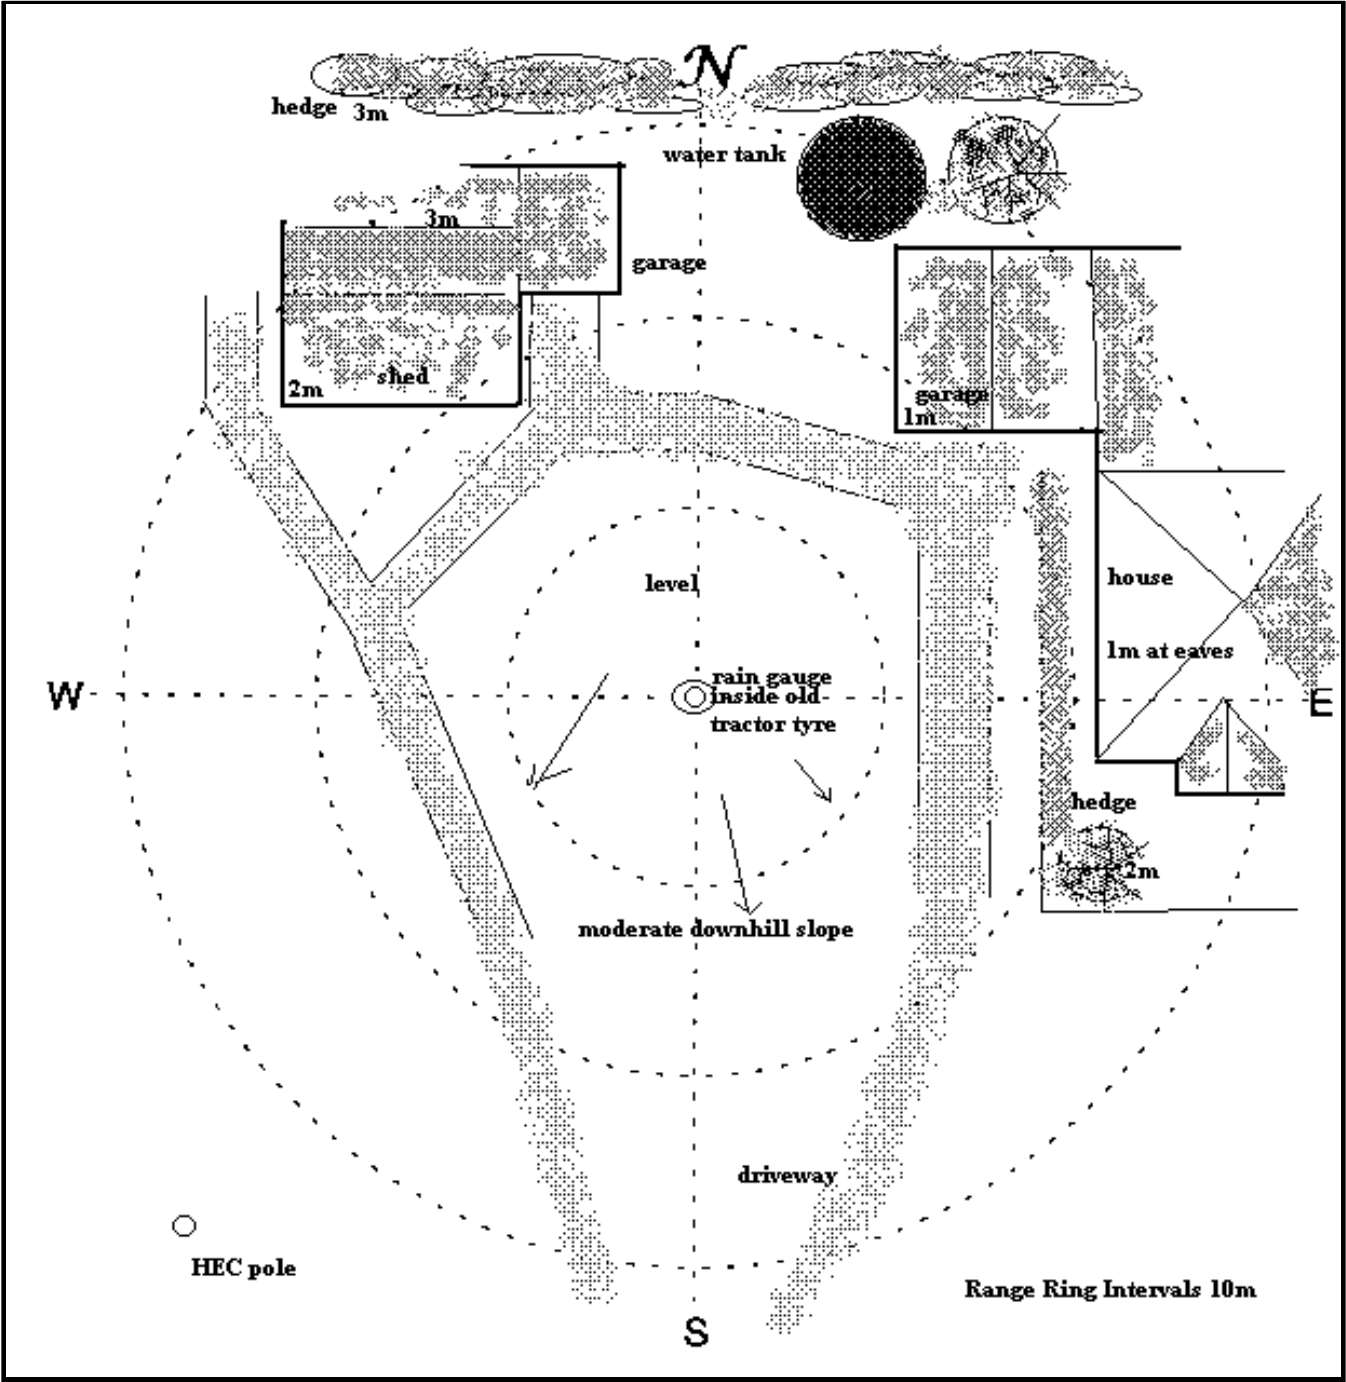 N
hedge 3m
water tank
3m
garage
shed
2m
garage
1m
level
house
1m at eaves
rain gauge
inside old
tractor tyre
W
E
hedge
2m
moderate downhill slope
driveway
HEC pole
Range Ring Intervals 10m
S